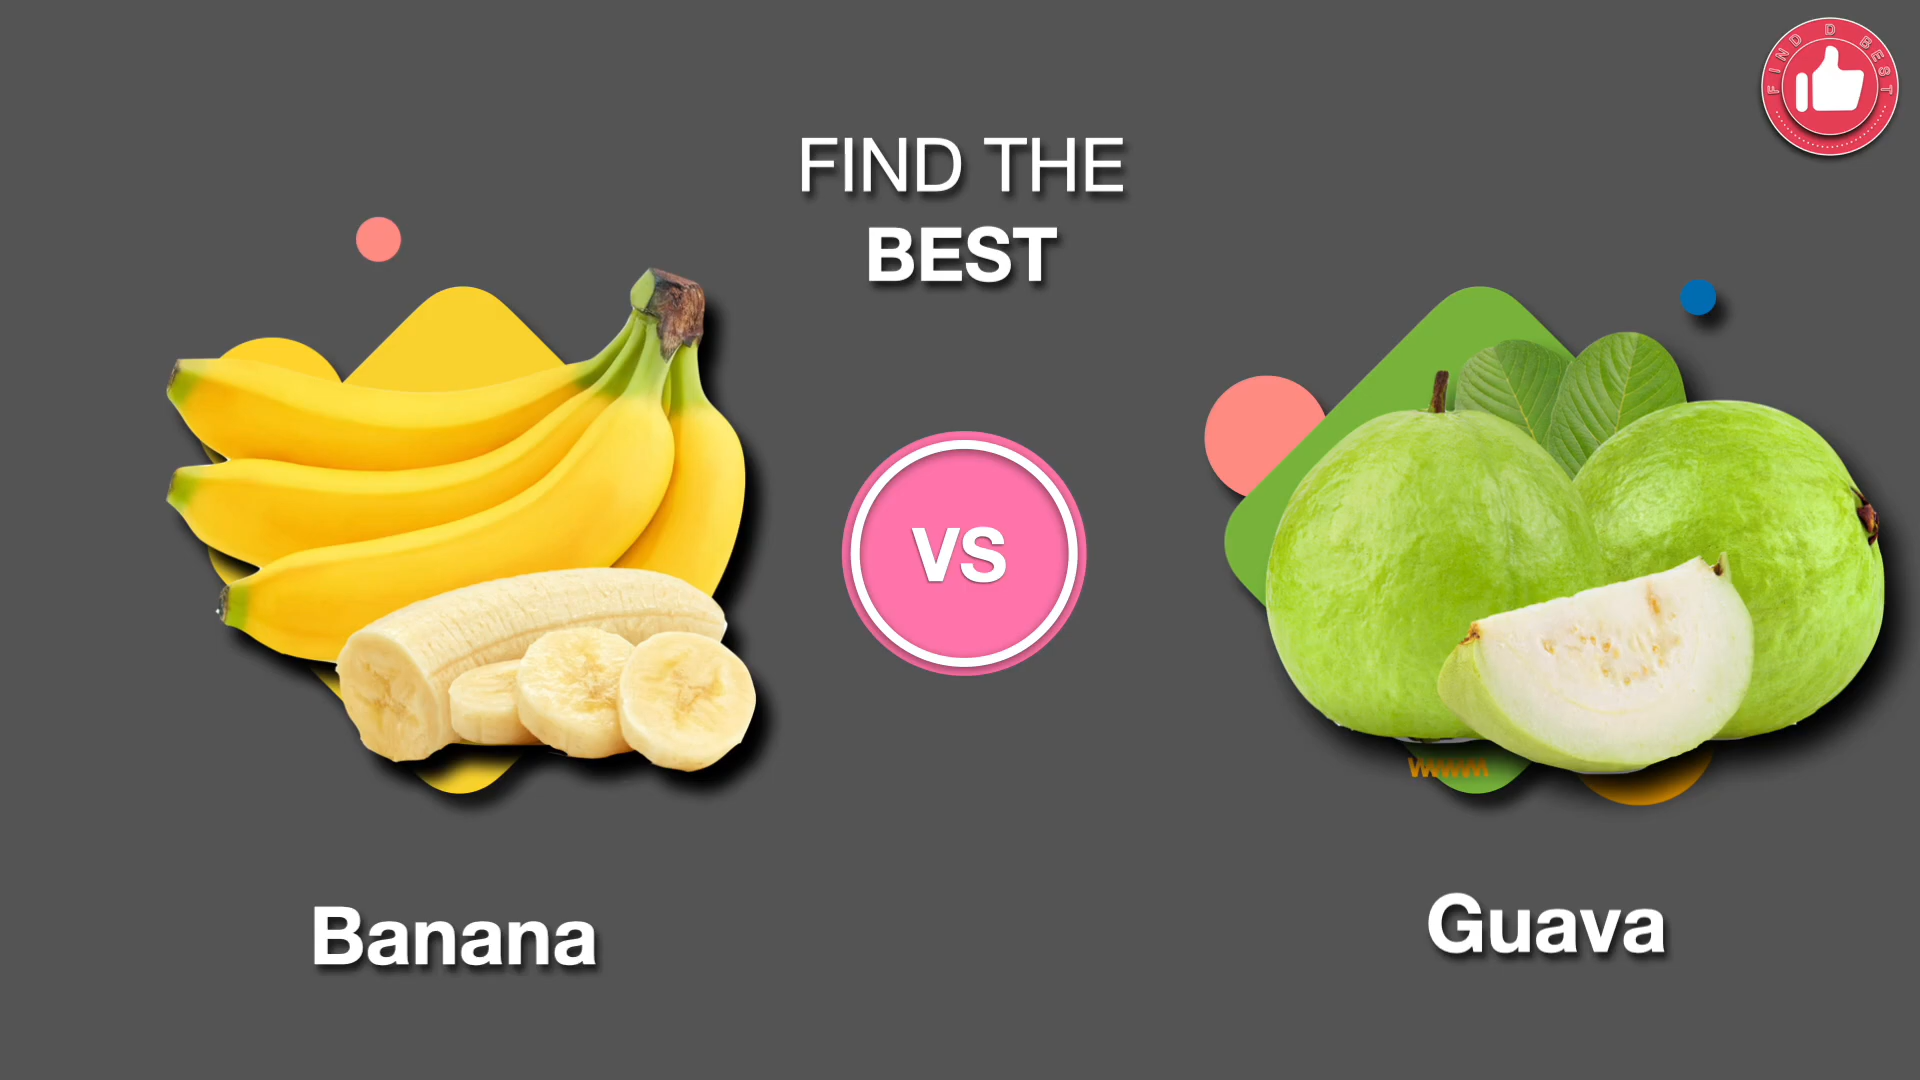 FIND D BEST
FIND THE
BEST
VS
Banana
Guava